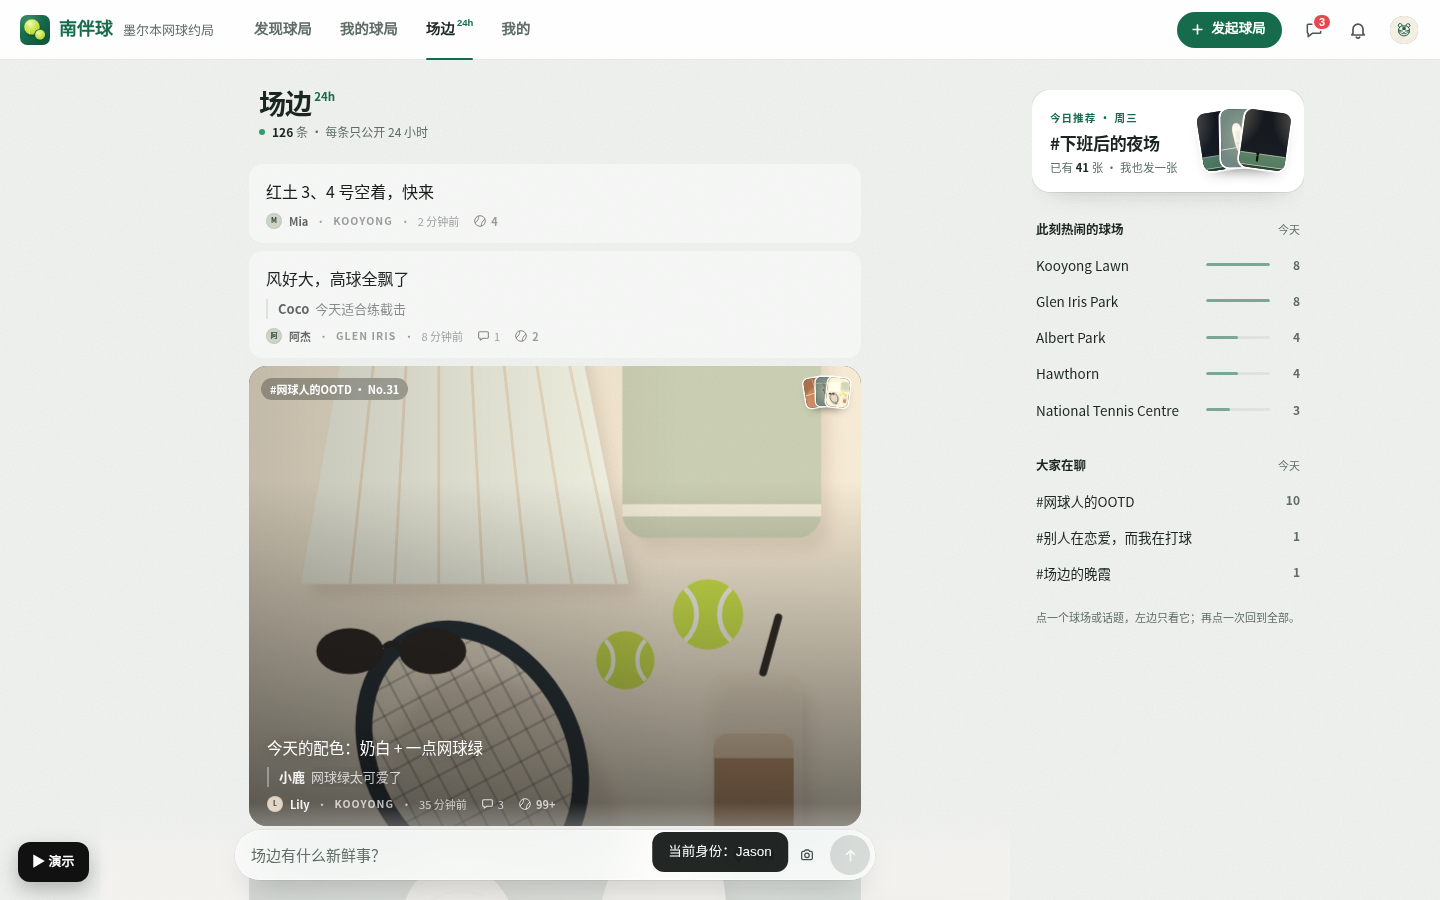 南伴球 墨尔本网球约局 发现球局 我的球局 场边 24h 我的 + 发起球局 3
场边 24h
126 条 · 每条只公开 24 小时
红土 3、4 号空着，快来
M Mia · KOOYONG · 2 分钟前 4
风好大，高球全飘了
Coco 今天适合练截击
阿 阿杰 · GLEN IRIS · 8 分钟前 1 2
#网球人的OOTD · No.31
今天的配色：奶白 + 一点网球绿
小鹿 网球绿太可爱了
L Lily · KOOYONG · 35 分钟前 3 99+
场边有什么新鲜事？
当前身份：Jason
▶ 演示
今日推荐 · 周三
#下班后的夜场
已有 41 张 · 我也发一张
此刻热闹的球场 今天
Kooyong Lawn 8
Glen Iris Park 8
Albert Park 4
Hawthorn 4
National Tennis Centre 3
大家在聊 今天
#网球人的OOTD 10
#别人在恋爱，而我在打球 1
#场边的晚霞 1
点一个球场或话题，左边只看它；再点一次回到全部。